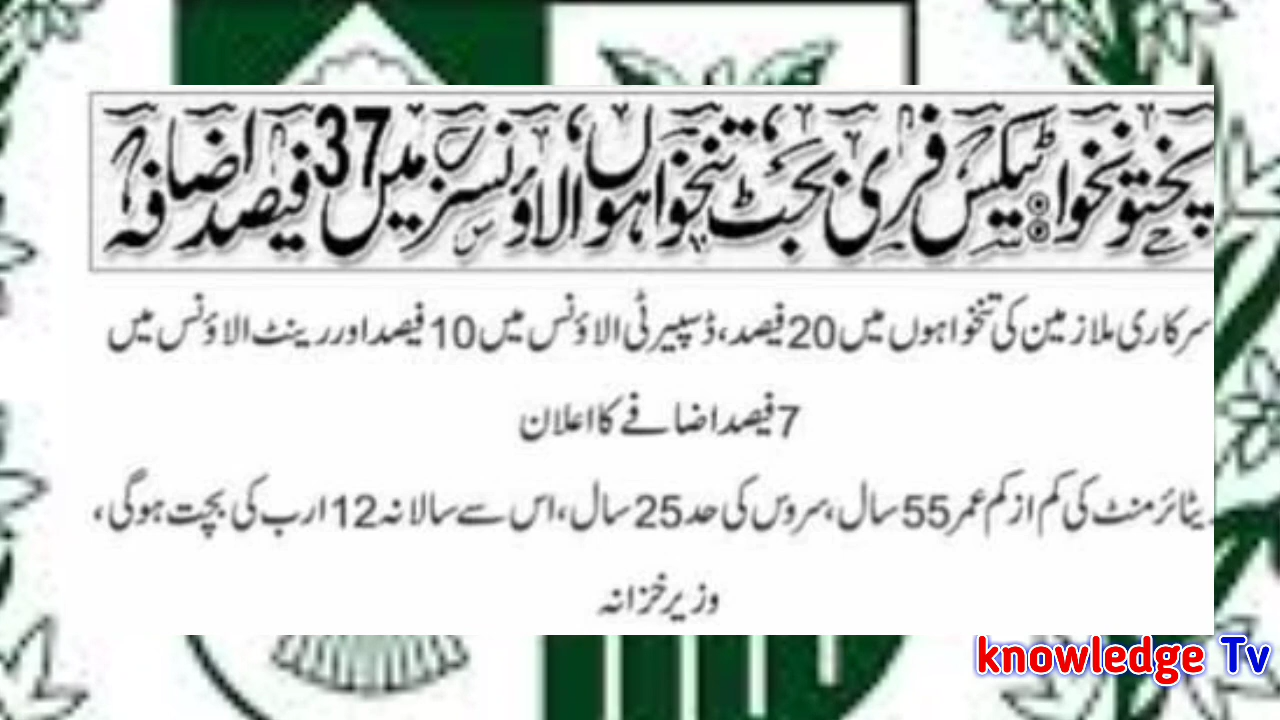 پختونخوا: ٹیکس فری بجٹ، تنخواہوں، الاؤنسز میں 37 فیصد اضافہ
سرکاری ملازمین کی تنخواہوں میں 20 فیصد، ڈسپیرٹی الاؤنس میں 10 فیصد اور رینٹ الاؤنس میں
7 فیصد اضافے کا اعلان
یٹائرمنٹ کی کم از کم عمر 55 سال، سروس کی حد 25 سال، اس سے سالانہ 12 ارب کی بچت ہوگی،
وزیر خزانہ
knowledge Tv